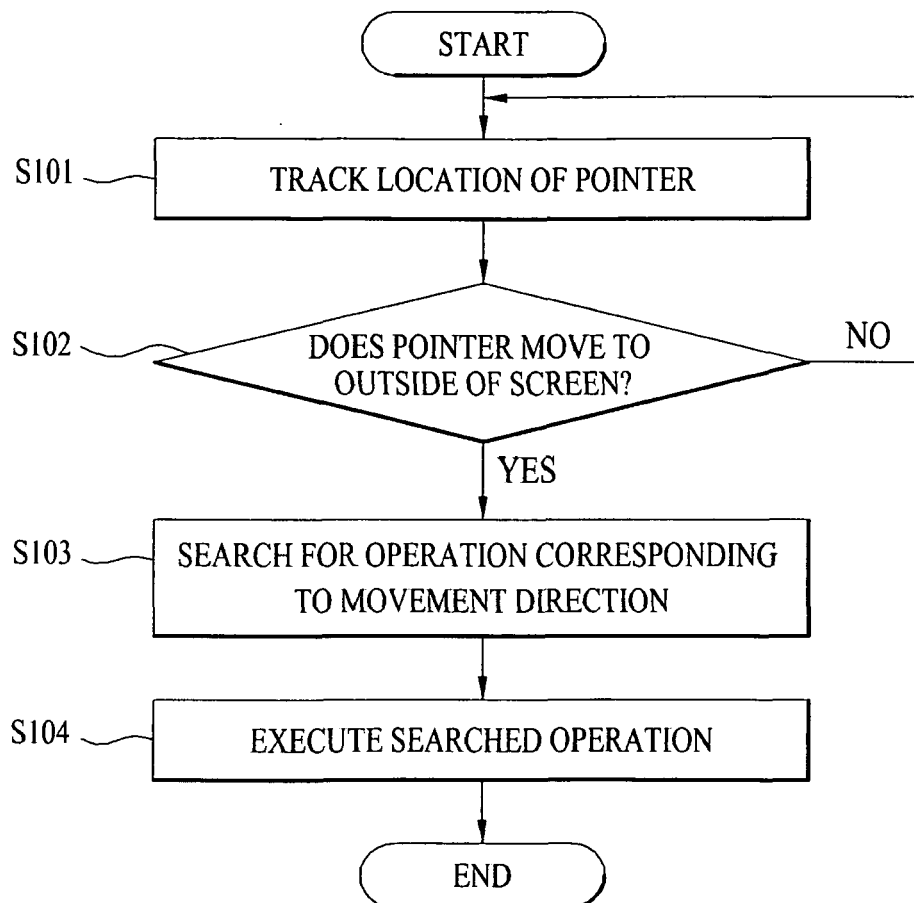 START
S101
TRACK LOCATION OF POINTER
S102
DOES POINTER MOVE TO
OUTSIDE OF SCREEN?
NO
YES
S103
SEARCH FOR OPERATION CORRESPONDING
TO MOVEMENT DIRECTION
S104
EXECUTE SEARCHED OPERATION
END